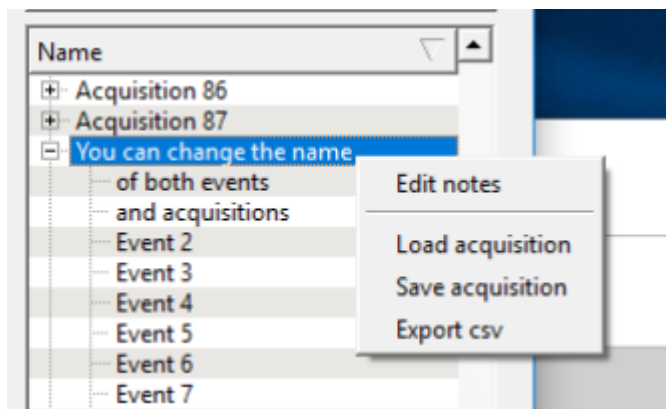 Name
Acquisition 86
Acquisition 87
You can change the name
of both events
and acquisitions
Event 2
Event 3
Event 4
Event 5
Event 6
Event 7
Edit notes
Load acquisition
Save acquisition
Export csv